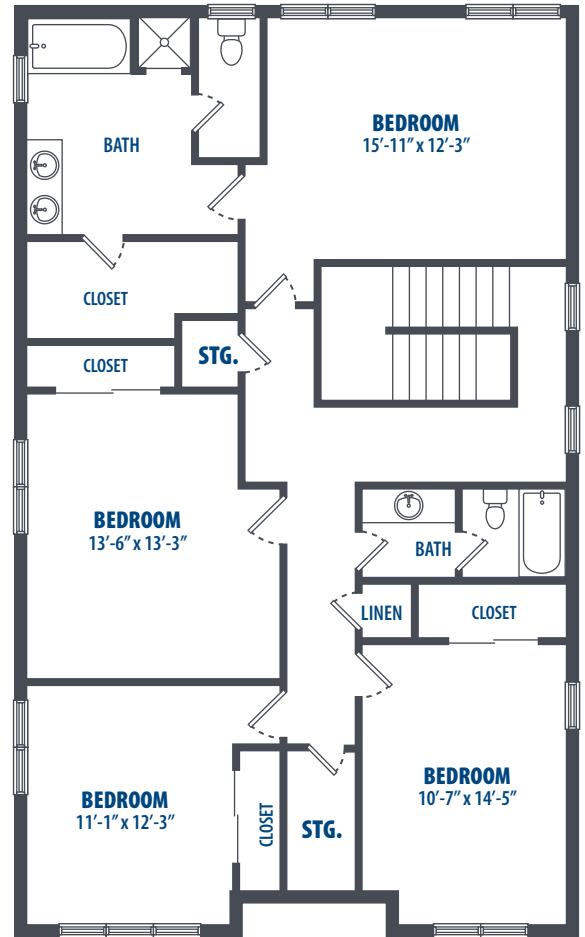 BEDROOM
15′-11″ x 12′-3″
BATH
CLOSET
STG.
CLOSET
BEDROOM
13′-6″ x 13′-3″
BATH
LINEN
CLOSET
BEDROOM
10′-7″ x 14′-5″
BEDROOM
11′-1″ x 12′-3″
CLOSET
STG.